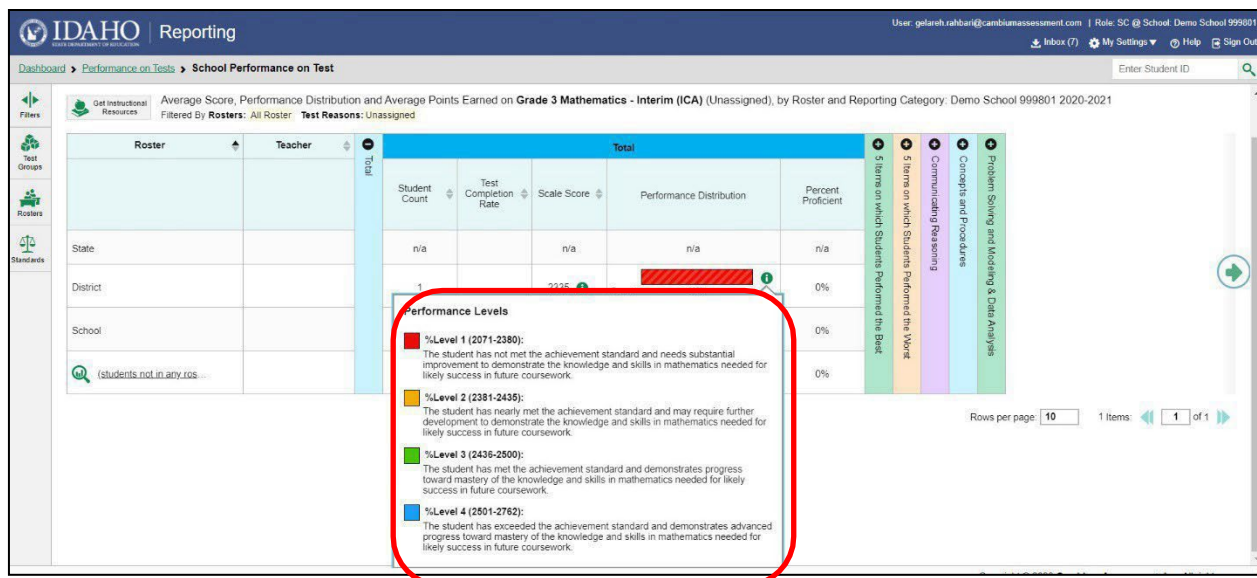 User: gelareh.rahbari@cambiumassessment.com | Role: SC @ School: Demo School 999801
IDAHO Reporting
STATE DEPARTMENT OF EDUCATION
Inbox (7) My Settings Help Sign Out
Dashboard Performance on Tests School Performance on Test
Enter Student ID
Filters
Test Groups
Rosters
Standards
Get Instructional Resources
Average Score, Performance Distribution and Average Points Earned on Grade 3 Mathematics - Interim (ICA) (Unassigned), by Roster and Reporting Category: Demo School 999801 2020-2021
Filtered By Rosters: All Roster Test Reasons: Unassigned
Roster Teacher Total Total
Student Count Test Completion Rate Scale Score Performance Distribution Percent Proficient
5 Items on which Students Performed the Best
5 Items on which Students Performed the Worst
Communicating Reasoning
Concepts and Procedures
Problem Solving and Modeling & Data Analysis
State n/a n/a n/a n/a
District 1 2335 0%
School 0%
(students not in any ros... 0%
Performance Levels
%Level 1 (2071-2380):
The student has not met the achievement standard and needs substantial
improvement to demonstrate the knowledge and skills in mathematics needed for
likely success in future coursework.
%Level 2 (2381-2435):
The student has nearly met the achievement standard and may require further
development to demonstrate the knowledge and skills in mathematics needed for
likely success in future coursework.
%Level 3 (2436-2500):
The student has met the achievement standard and demonstrates progress
toward mastery of the knowledge and skills in mathematics needed for likely
success in future coursework.
%Level 4 (2501-2762):
The student has exceeded the achievement standard and demonstrates advanced
progress toward mastery of the knowledge and skills in mathematics needed for
likely success in future coursework.
Rows per page: 10 1 Items: 1 of 1